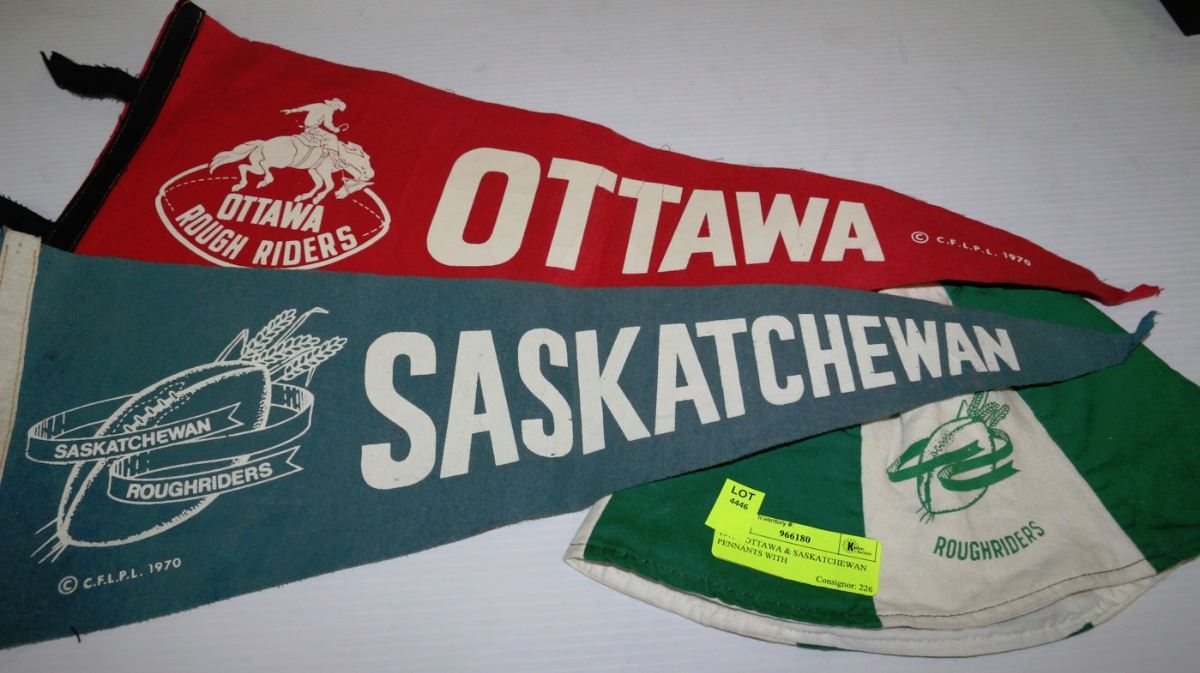 OTTAWA
ROUGH RIDERS
OTTAWA
© C.F.L.P.L. 1970
SASKATCHEWAN
ROUGHRIDERS
SASKATCHEWAN
© C.F.L.P.L. 1970
ROUGHRIDERS
LOT
4446
Inventory #
966180
OTTAWA & SASKATCHEWAN
PENNANTS WITH
Consignor: 226